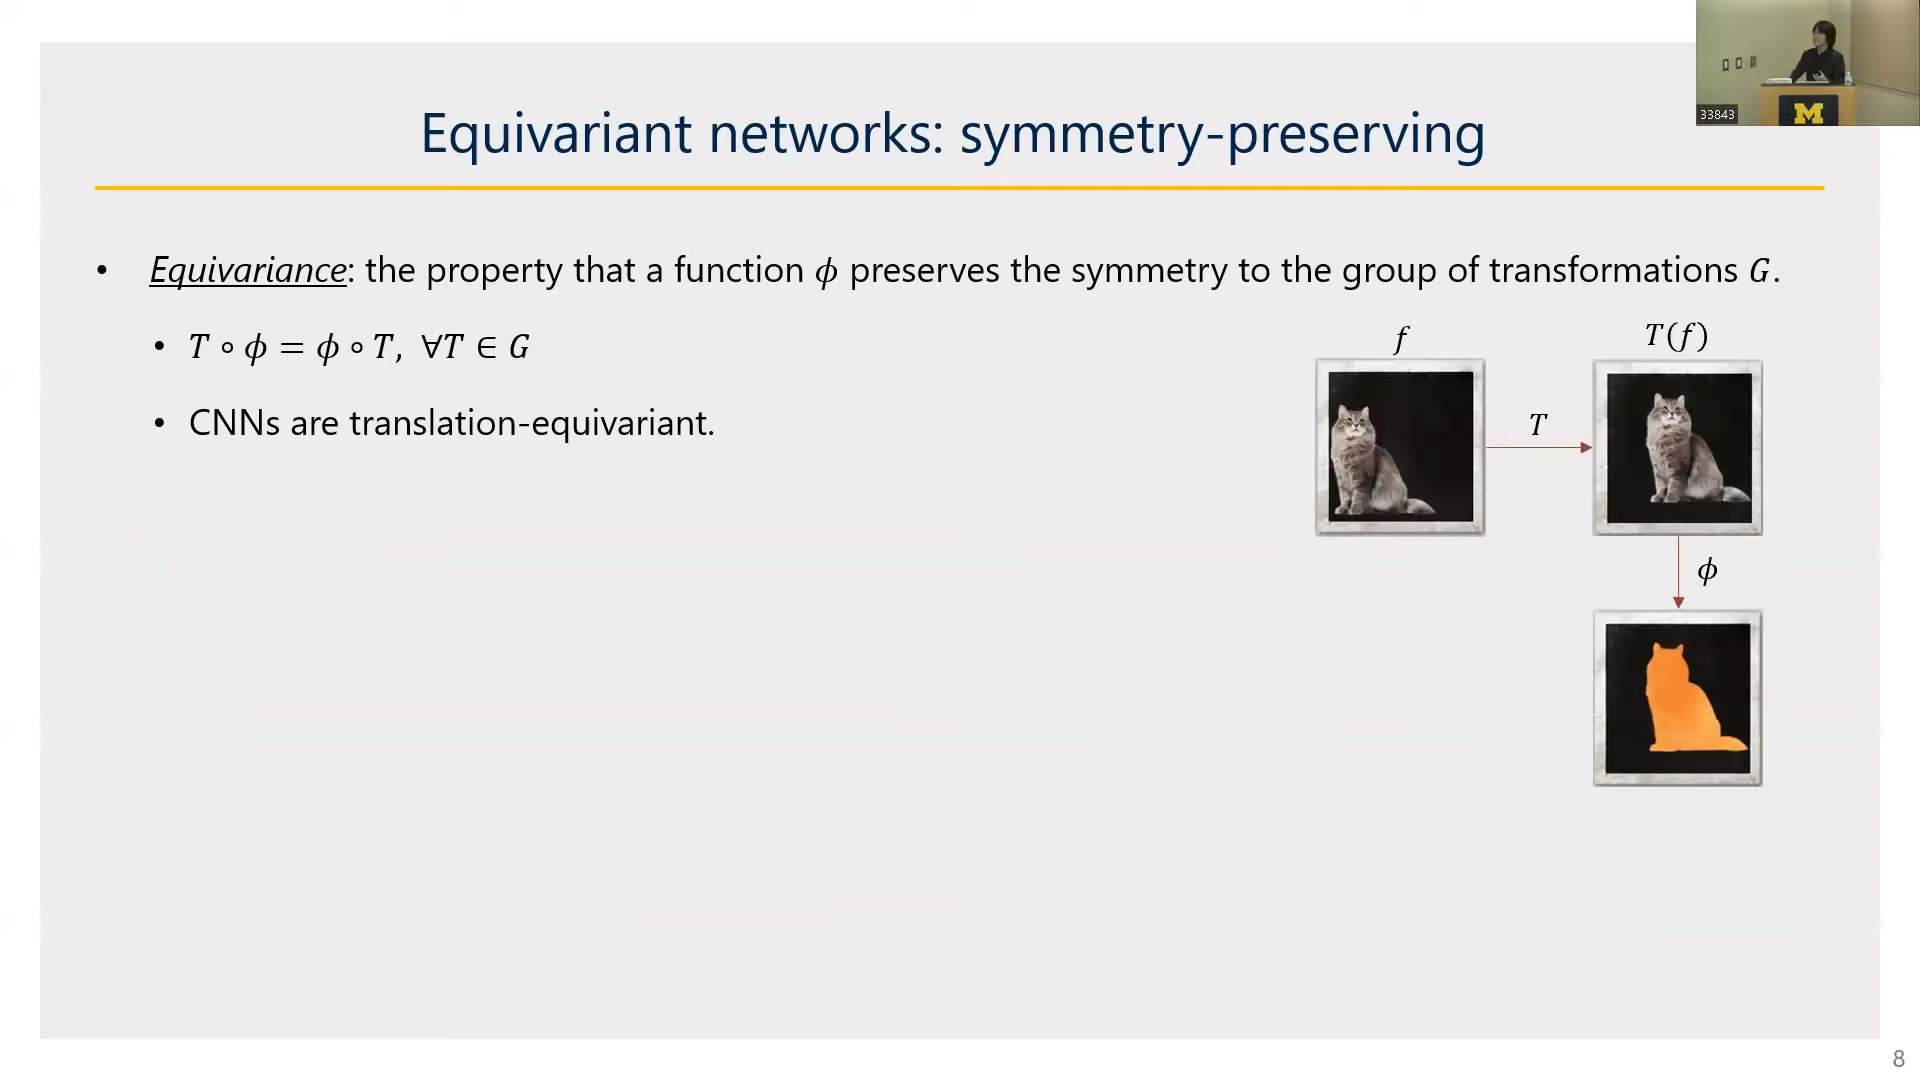 33843
M
Equivariant networks: symmetry-preserving
• Equivariance: the property that a function ϕ preserves the symmetry to the group of transformations G.
• T ∘ ϕ = ϕ ∘ T, ∀T ∈ G
• CNNs are translation-equivariant.
f
T(f)
T
ϕ
8